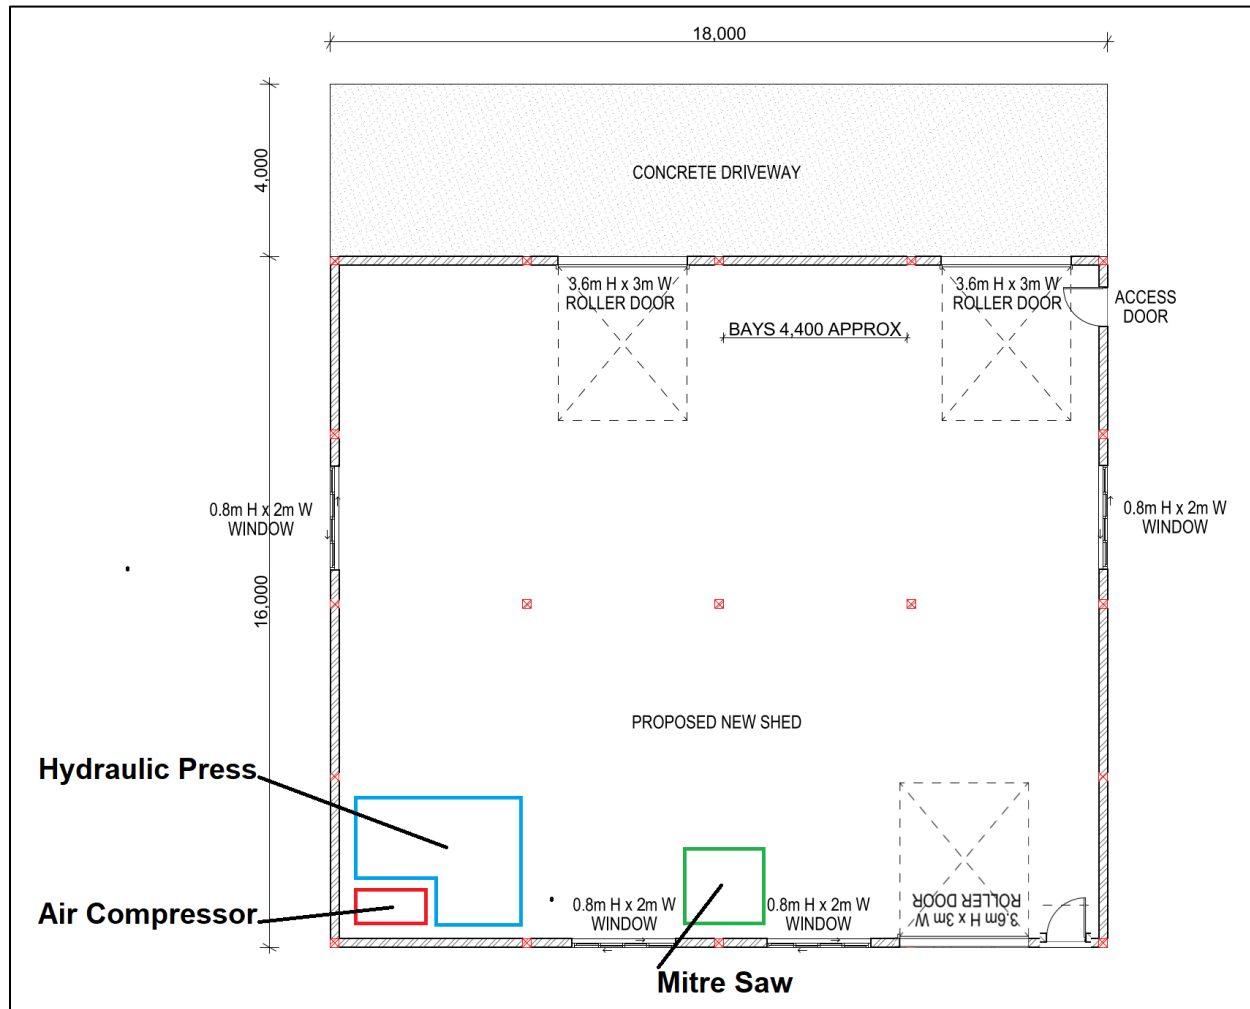 18,000
4,000
CONCRETE DRIVEWAY
3.6m H x 3m W
ROLLER DOOR
3.6m H x 3m W
ROLLER DOOR
ACCESS
DOOR
BAYS 4,400 APPROX
0.8m H x 2m W
WINDOW
0.8m H x 2m W
WINDOW
16,000
PROPOSED NEW SHED
Hydraulic Press
Air Compressor
0.8m H x 2m W
WINDOW
0.8m H x 2m W
WINDOW
3.6m H x 3m W
ROLLER DOOR
Mitre Saw